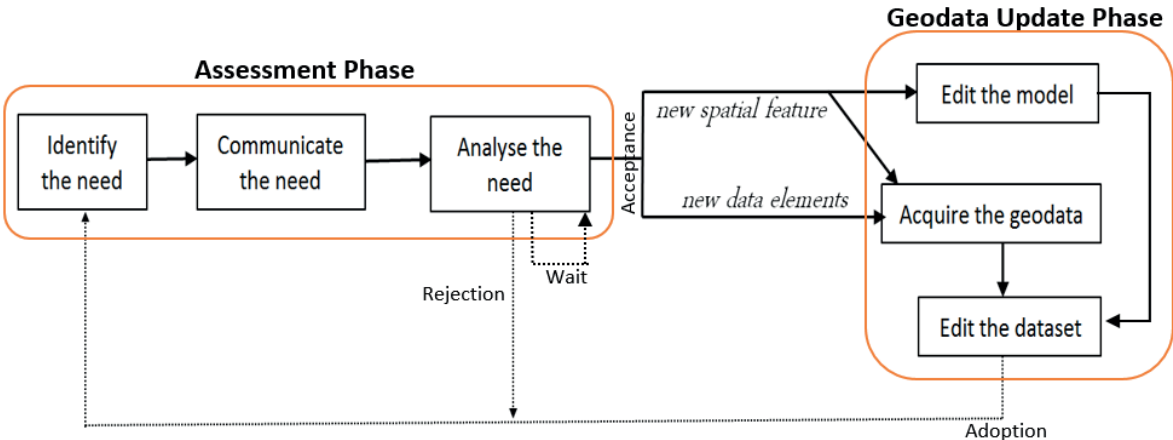 Geodata Update Phase
Assessment Phase
Identify
the need
Communicate
the need
Analyse the
need
Acceptance
new spatial feature
new data elements
Edit the model
Acquire the geodata
Edit the dataset
Wait
Rejection
Adoption